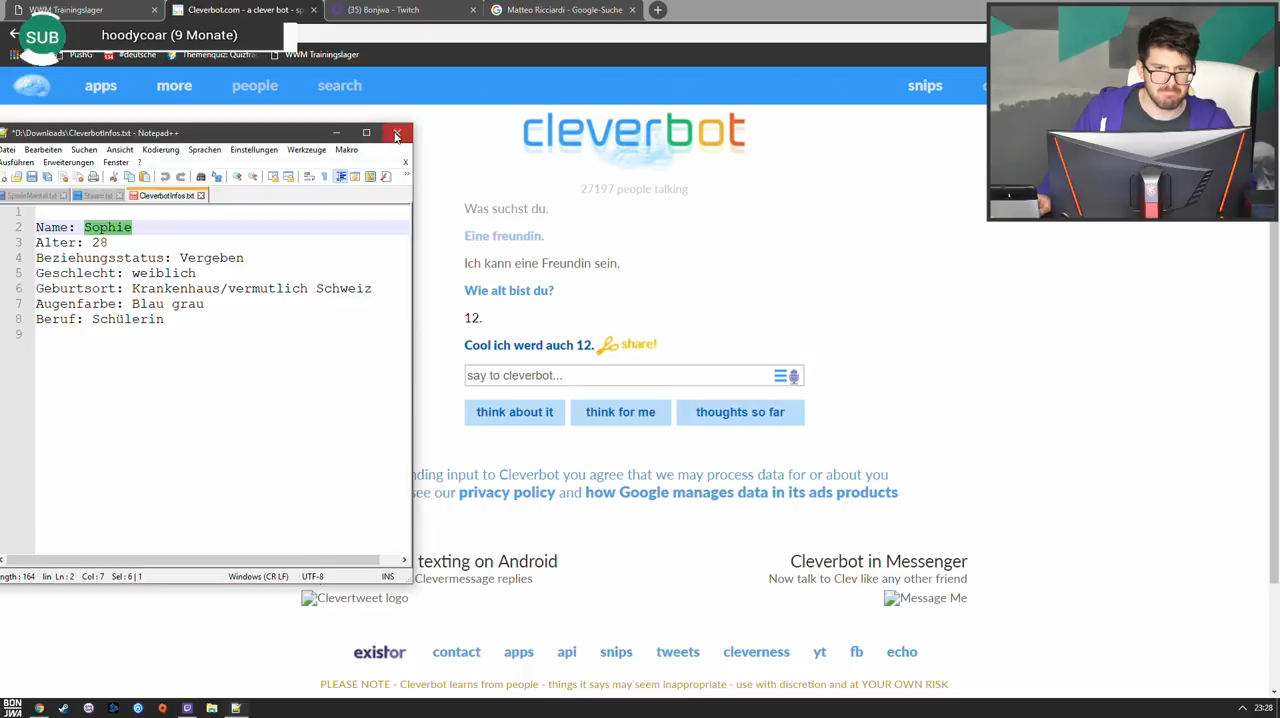 WWM Trainingslager
Cleverbot.com - a clever bot - sp
(35) Bonjwa - Twitch
Matteo Ricciardi - Google-Suche
SUB
hoodycoar (9 Monate)
PushG
#deutsche
Themenquiz: Quizfra
WWM Trainingslager
apps
more
people
search
snips
*D:\Downloads\CleverbotInfos.txt - Notepad++
Datei Bearbeiten Suchen Ansicht Kodierung Sprachen Einstellungen Werkzeuge Makro
Ausführen Erweiterungen Fenster ? X
CleverbotInfos.txt
1
2 Name: Sophie
3 Alter: 28
4 Beziehungsstatus: Vergeben
5 Geschlecht: weiblich
6 Geburtsort: Krankenhaus/vermutlich Schweiz
7 Augenfarbe: Blau grau
8 Beruf: Schülerin
9
ength : 164 lin Ln : 2 Col : 7 Sel : 6 | 1 Windows (CR LF) UTF-8 INS
cleverbot
27197 people talking
Was suchst du.
Eine freundin.
Ich kann eine Freundin sein.
Wie alt bist du?
12.
Cool ich werd auch 12. share!
say to cleverbot...
think about it
think for me
thoughts so far
nding input to Cleverbot you agree that we may process data for or about you
see our privacy policy and how Google manages data in its ads products
texting on Android
Clevermessage replies
Clevertweet logo
Cleverbot in Messenger
Now talk to Clev like any other friend
Message Me
existor contact apps api snips tweets cleverness yt fb echo
PLEASE NOTE - Cleverbot learns from people - things it says may seem inappropriate - use with discretion and at YOUR OWN RISK
BON
JWA
23:28